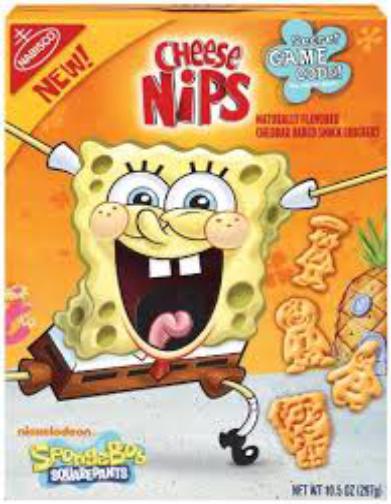 NABISCO
NEW!
CHEESE
NiPS
Secret
GAME
CODE!
NATURALLY FLAVORED
CHEDDAR BAKED SNACK CRACKERS
nickelodeon
SpongeBob
SQUAREPANTS
NET WT 10.5 OZ (297g)